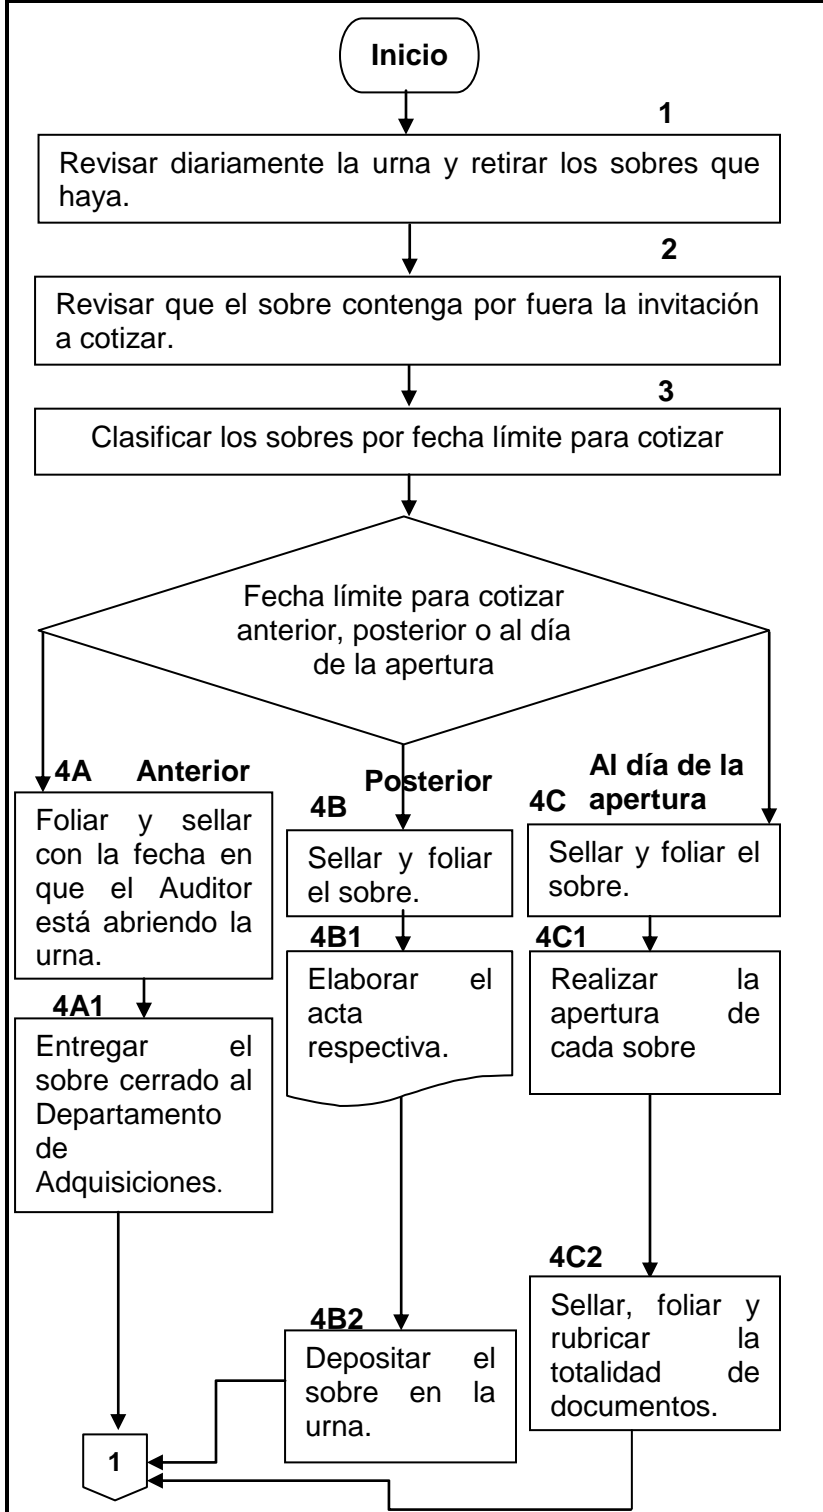 Inicio
1
Revisar diariamente la urna y retirar los sobres que
haya.
2
Revisar que el sobre contenga por fuera la invitación
a cotizar.
3
Clasificar los sobres por fecha límite para cotizar
Fecha límite para cotizar
anterior, posterior o al día
de la apertura
4A Anterior
Foliar y sellar
con la fecha en
que el Auditor
está abriendo la
urna.
4A1
Entregar el
sobre cerrado al
Departamento
de
Adquisiciones.
Posterior
4B
Sellar y foliar
el sobre.
4B1
Elaborar el
acta
respectiva.
4B2
Depositar el
sobre en la
urna.
Al día de la
apertura
4C
Sellar y foliar el
sobre.
4C1
Realizar la
apertura de
cada sobre
4C2
Sellar, foliar y
rubricar la
totalidad de
documentos.
1